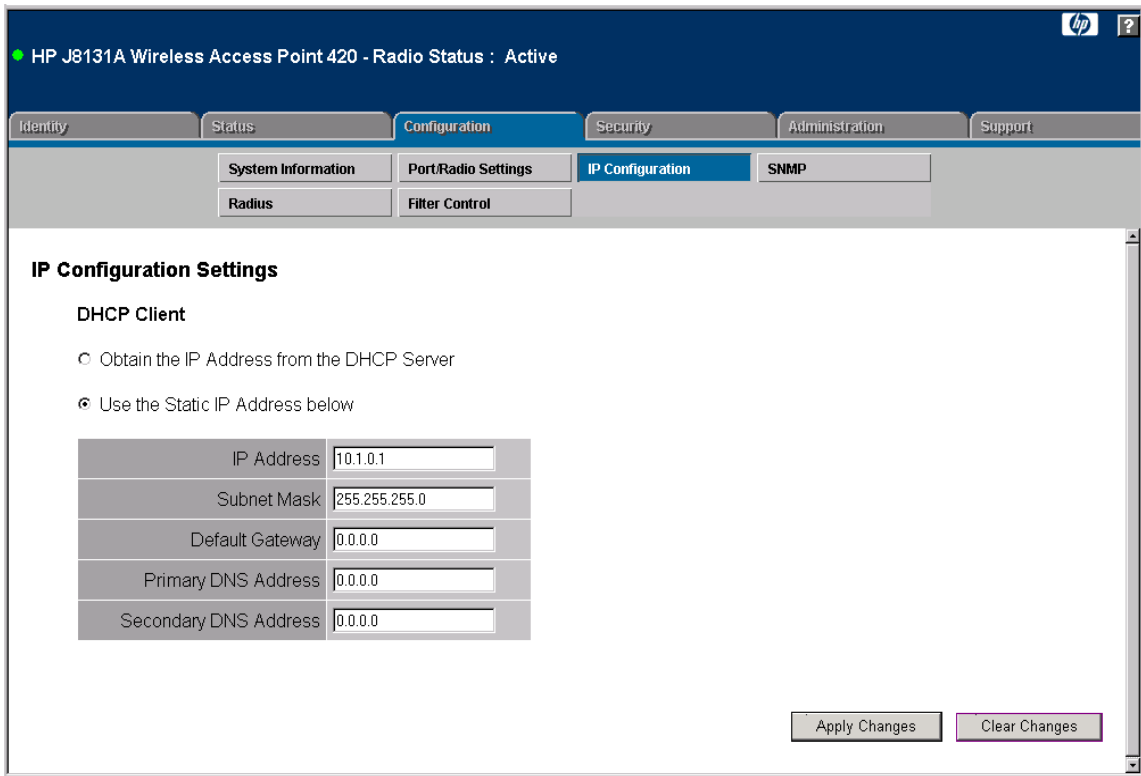 hp ?
HP J8131A Wireless Access Point 420 - Radio Status : Active
Identity Status Configuration Security Administration Support
System Information Port/Radio Settings IP Configuration SNMP
Radius Filter Control
IP Configuration Settings
DHCP Client
Obtain the IP Address from the DHCP Server
Use the Static IP Address below
IP Address 10.1.0.1
Subnet Mask 255.255.255.0
Default Gateway 0.0.0.0
Primary DNS Address 0.0.0.0
Secondary DNS Address 0.0.0.0
Apply Changes Clear Changes